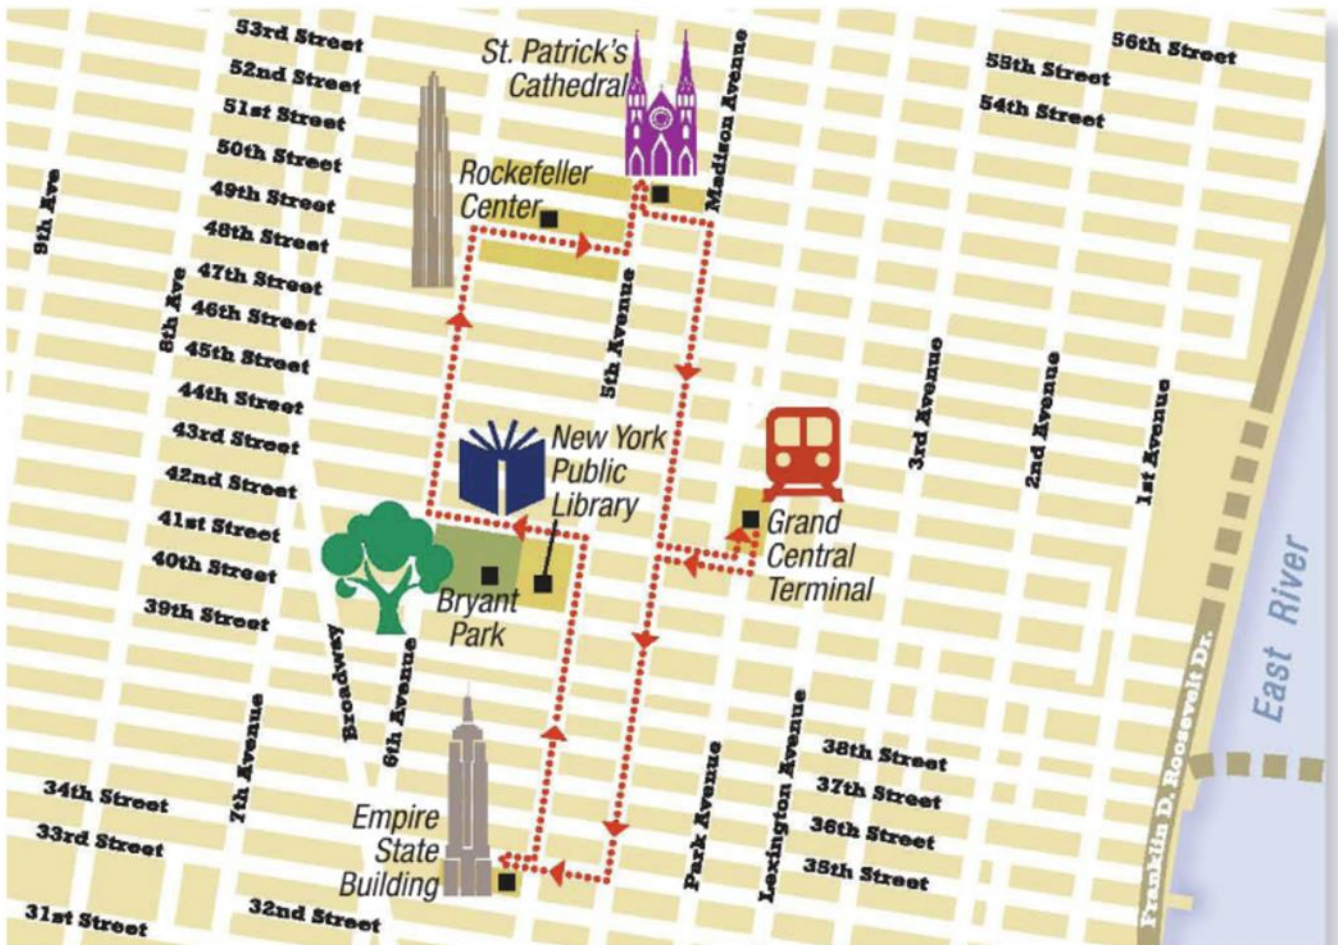 53rd Street
52nd Street
51st Street
50th Street
49th Street
48th Street
47th Street
46th Street
45th Street
44th Street
43rd Street
42nd Street
41st Street
40th Street
39th Street
34th Street
33rd Street
31st Street
32nd Street
9th Ave
8th Ave
7th Avenue
Broadway
6th Avenue
St. Patrick's
Cathedral
Rockefeller
Center
5th Avenue
Madison Avenue
New York
Public
Library
Bryant
Park
Empire
State
Building
Grand
Central
Terminal
Park Avenue
Lexington Avenue
3rd Avenue
2nd Avenue
1st Avenue
56th Street
55th Street
54th Street
38th Street
37th Street
36th Street
35th Street
Franklin D. Roosevelt Dr.
East River